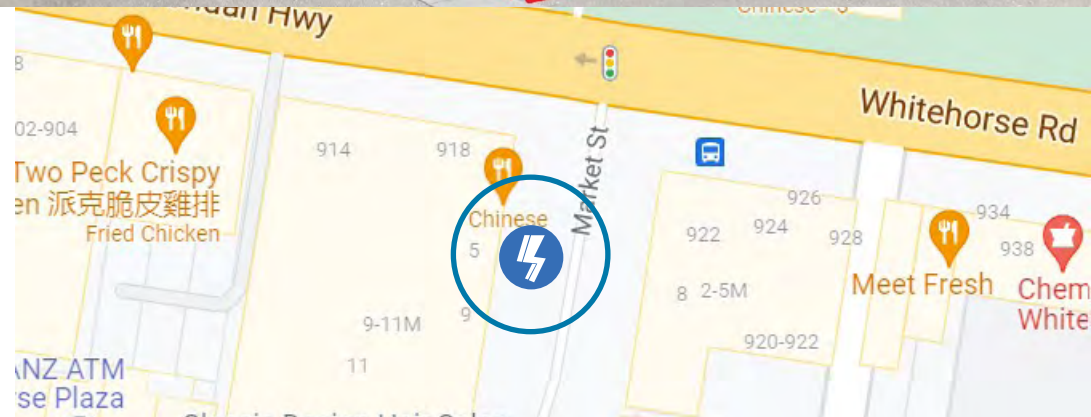 Hwy
Chinese
Whitehorse Rd
02-904
914
918
Market St
Two Peck Crispy
派克脆皮雞排
Fried Chicken
Chinese
5
926
922
924
928
934
938
Meet Fresh
8
2-5M
9-11M
9
920-922
11
ANZ ATM
Plaza